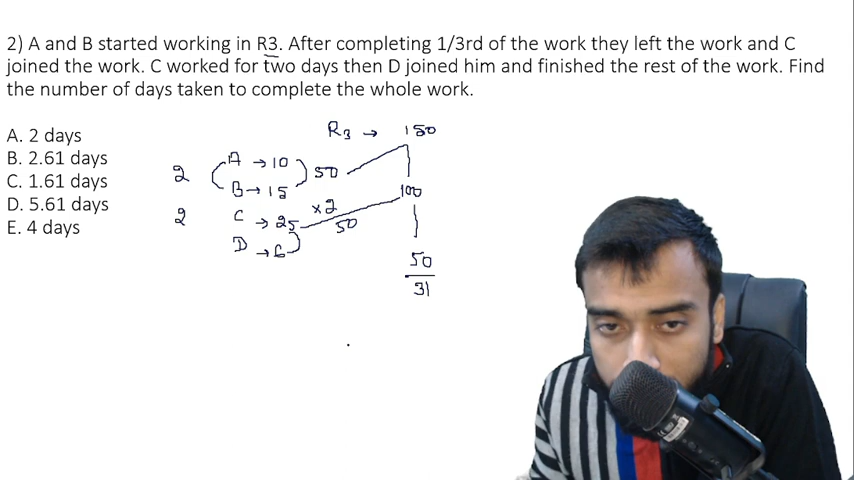 2) A and B started working in R3. After completing 1/3rd of the work they left the work and C
joined the work. C worked for two days then D joined him and finished the rest of the work. Find
the number of days taken to complete the whole work.
A. 2 days
B. 2.61 days
C. 1.61 days
D. 5.61 days
E. 4 days
R3 → 150
2 ( A → 10 ) 50
B → 15
100
2 C → 25 ×2 50
D → 6
50
31